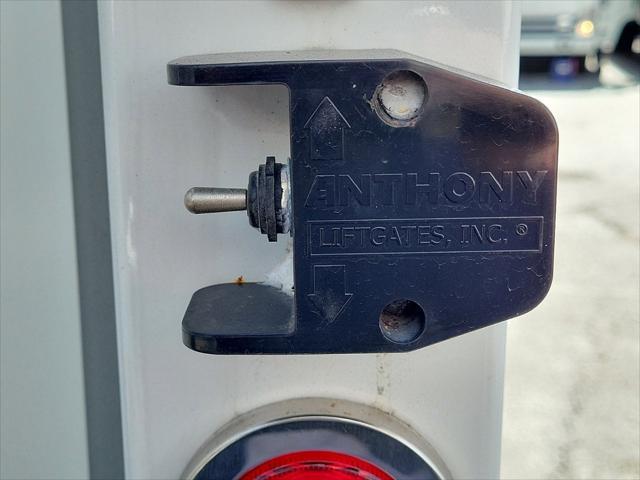 ANTHONY
LIFTGATES, INC. ®